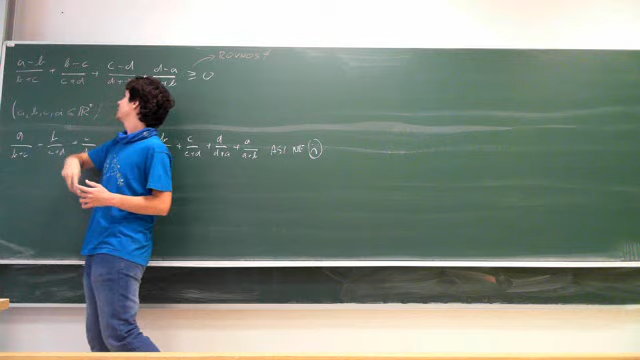 (a-b)/(b+c) + (b-c)/(c+d) + (c-d)/(d+a) + (d-a)/(a+b) ≥ 0 → ROVNOST
(a,b,c,d ∈ ℝ⁺)
a/(b+c) + b/(c+d) + c/ + c/(c+d) + d/(d+a) + a/(a+b) ASI NE